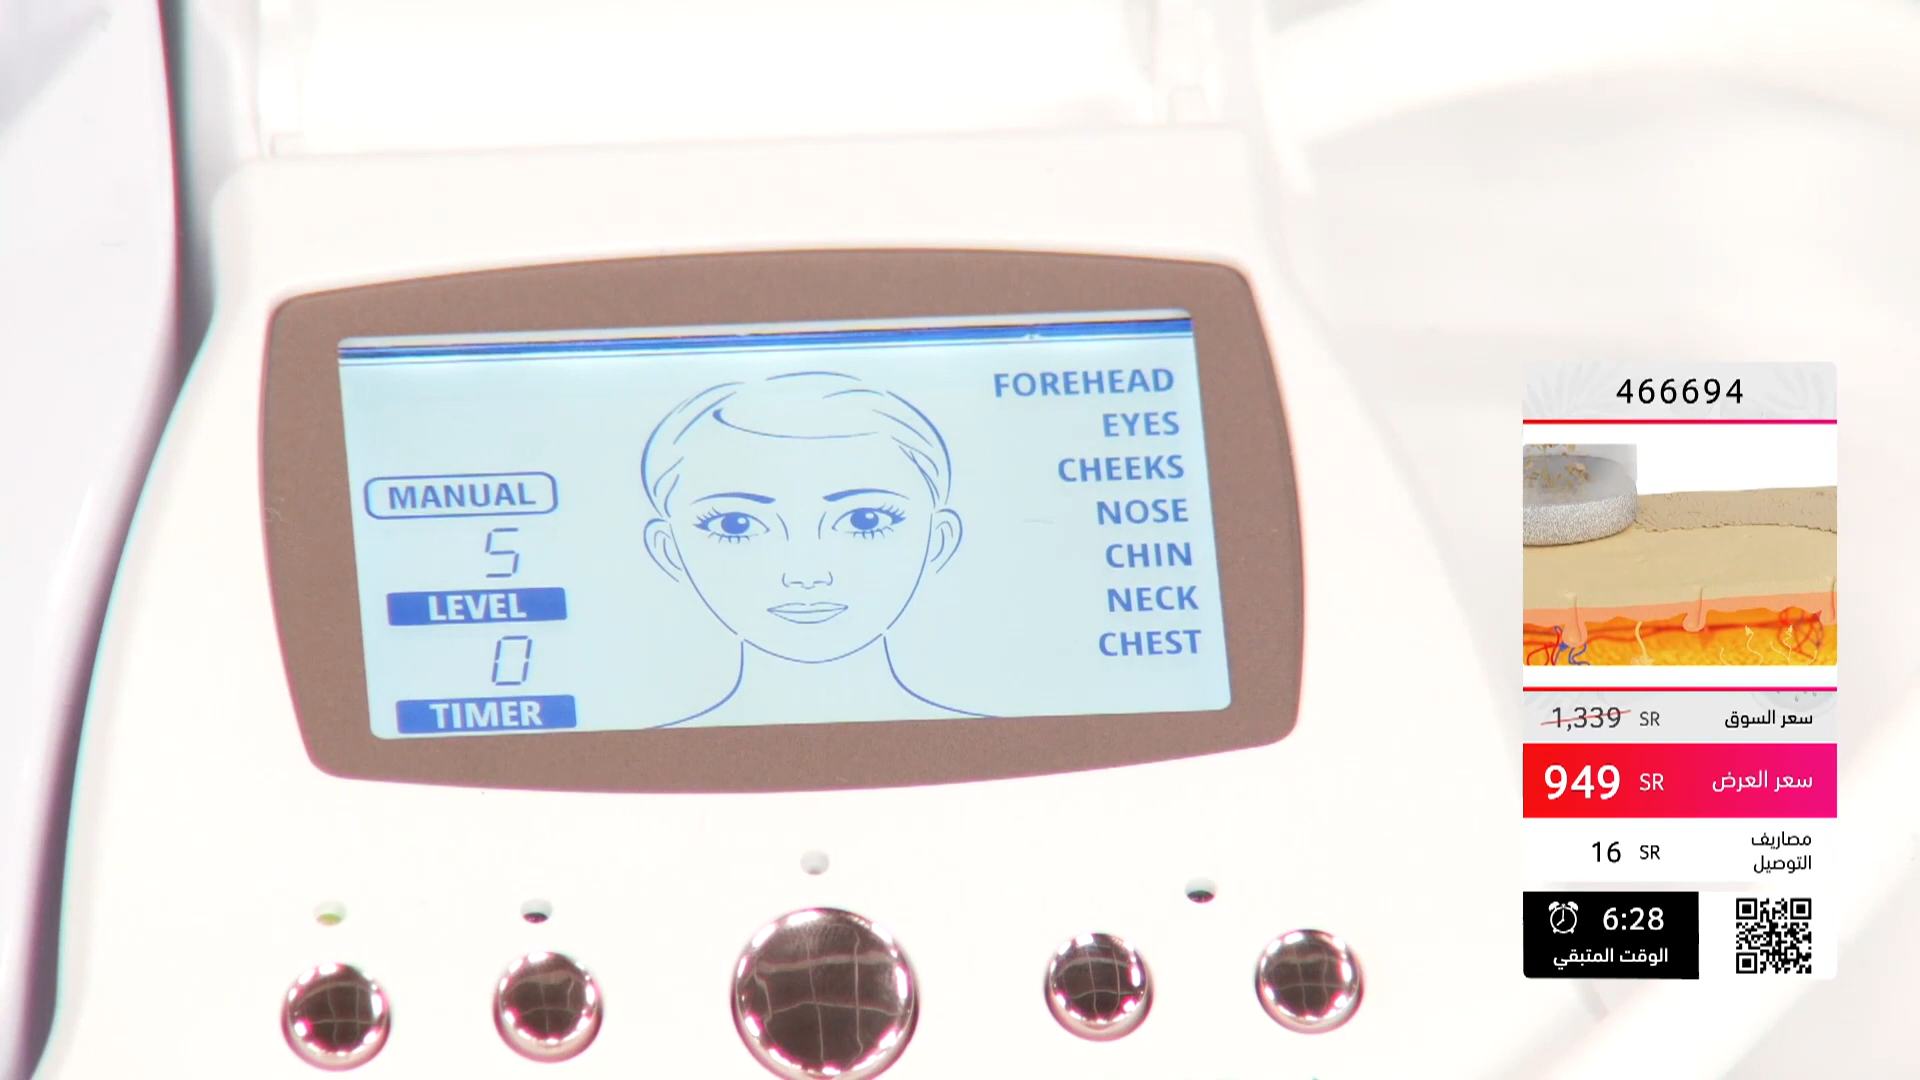 FOREHEAD
EYES
CHEEKS
NOSE
CHIN
NECK
CHEST
MANUAL
5
LEVEL
0
TIMER
466694
1,339 SR سعر السوق
949 SR سعر العرض
16 SR مصاريف التوصيل
6:28
الوقت المتبقي